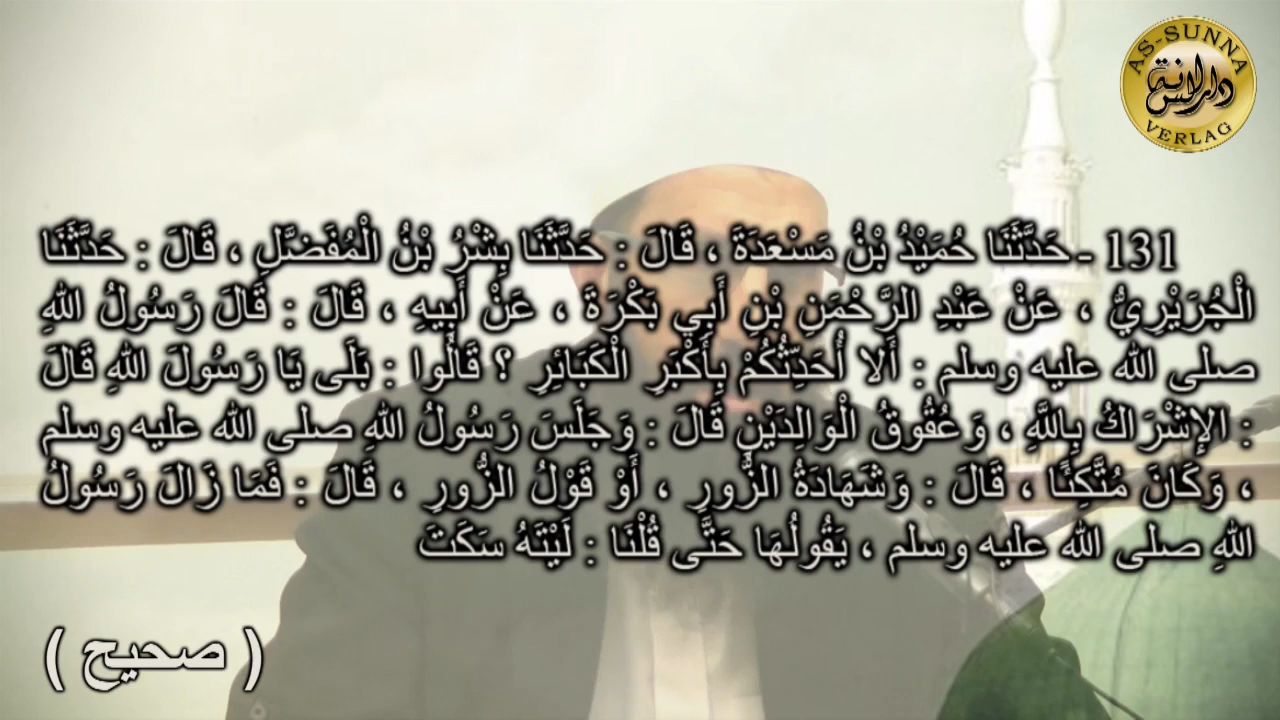 AS-SUNNA
دار السنة
VERLAG
131 - حَدَّثَنَا حُمَيْدُ بْنُ مَسْعَدَةَ ، قَالَ : حَدَّثَنَا بِشْرُ بْنُ الْمُفَضَّلِ ، قَالَ : حَدَّثَنَا
الْجُرَيْرِيُّ ، عَنْ عَبْدِ الرَّحْمَنِ بْنِ أَبِي بَكْرَةَ ، عَنْ أَبِيهِ ، قَالَ : قَالَ رَسُولُ اللهِ
صلى الله عليه وسلم : أَلا أُحَدِّثُكُمْ بِأَكْبَرِ الْكَبَائِرِ ؟ قَالُوا : بَلَى يَا رَسُولَ اللهِ قَالَ
: الإِشْرَاكُ بِاللَّهِ ، وَعُقُوقُ الْوَالِدَيْنِ قَالَ : وَجَلَسَ رَسُولُ اللهِ صلى الله عليه وسلم
، وَكَانَ مُتَّكِئًا ، قَالَ : وَشَهَادَةُ الزُّورِ ، أَوْ قَوْلُ الزُّورِ ، قَالَ : فَمَا زَالَ رَسُولُ
اللهِ صلى الله عليه وسلم ، يَقُولُهَا حَتَّى قُلْنَا : لَيْتَهُ سَكَتَ
( صحيح )